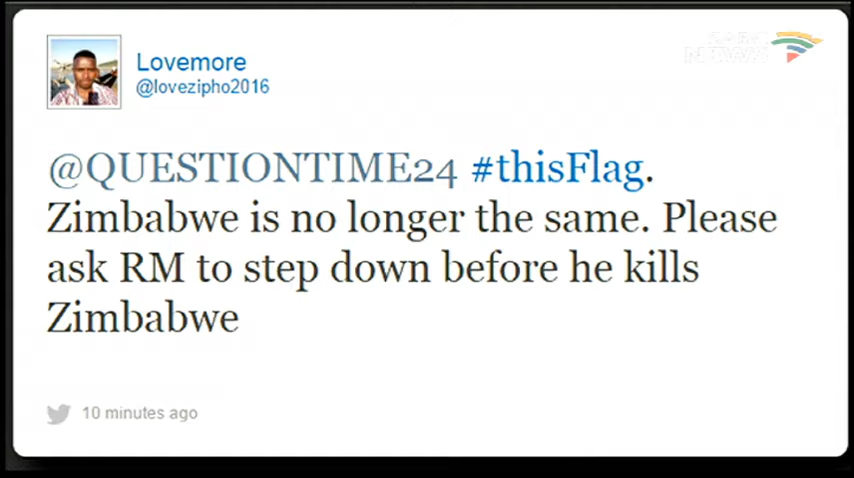 Lovemore
@lovezipho2016
NEWS
@QUESTIONTIME24 #thisFlag.
Zimbabwe is no longer the same. Please
ask RM to step down before he kills
Zimbabwe
10 minutes ago